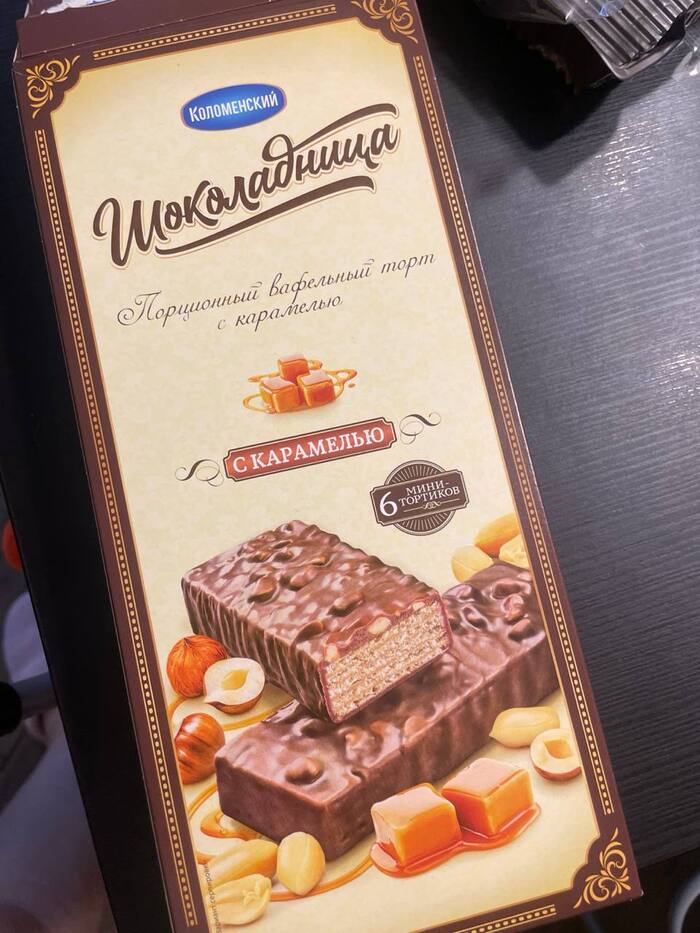 Коломенский
Шоколадница
Порционный вафельный торт
с карамелью
С КАРАМЕЛЬЮ
6 МИНИ-
ТОРТИКОВ